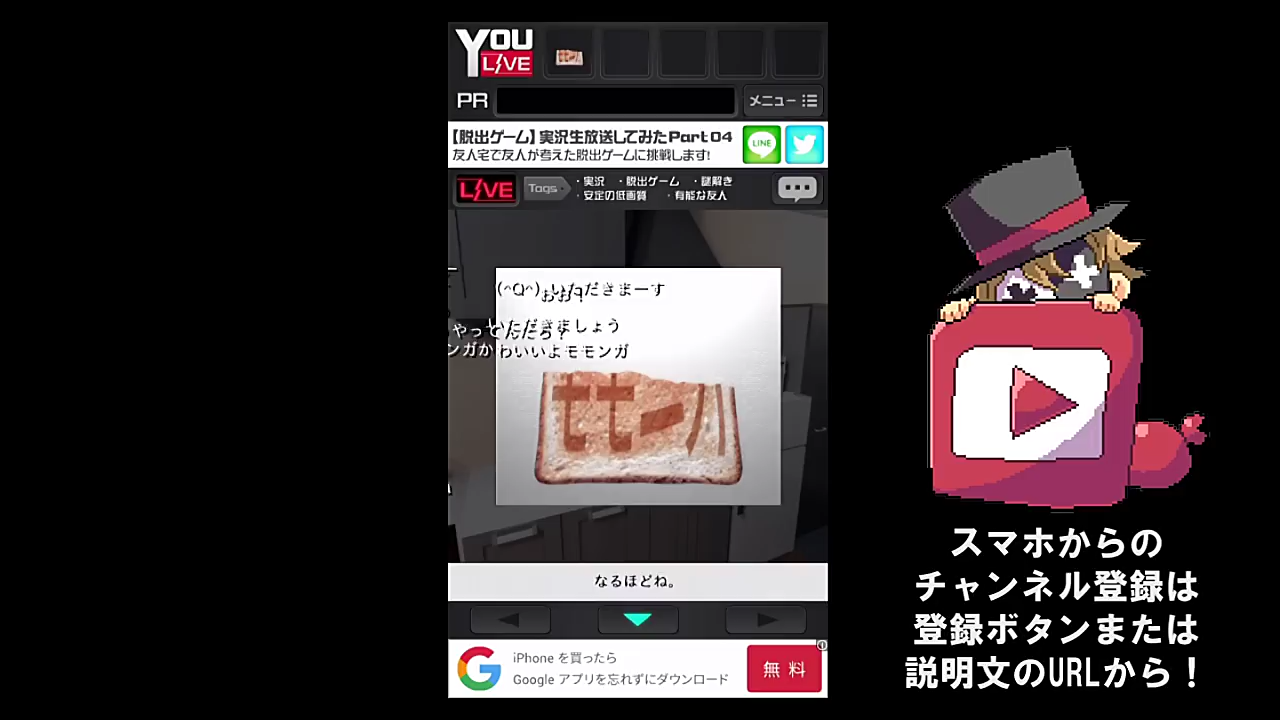 YOU
LIVE
PR
メニュー
【脱出ゲーム】実況生放送してみたPart04
友人宅で友人が考えた脱出ゲームに挑戦します!
LINE
LIVE
Tags
・実況 ・脱出ゲーム ・謎解き
・安定の低画質 ・有能な友人
(^Q^)いただきまーす
いただきましょう
ンガかわいいよモモンガ
なるほどね。
iPhone を買ったら
Google アプリを忘れずにダウンロード
無料
スマホからの
チャンネル登録は
登録ボタンまたは
説明文のURLから！